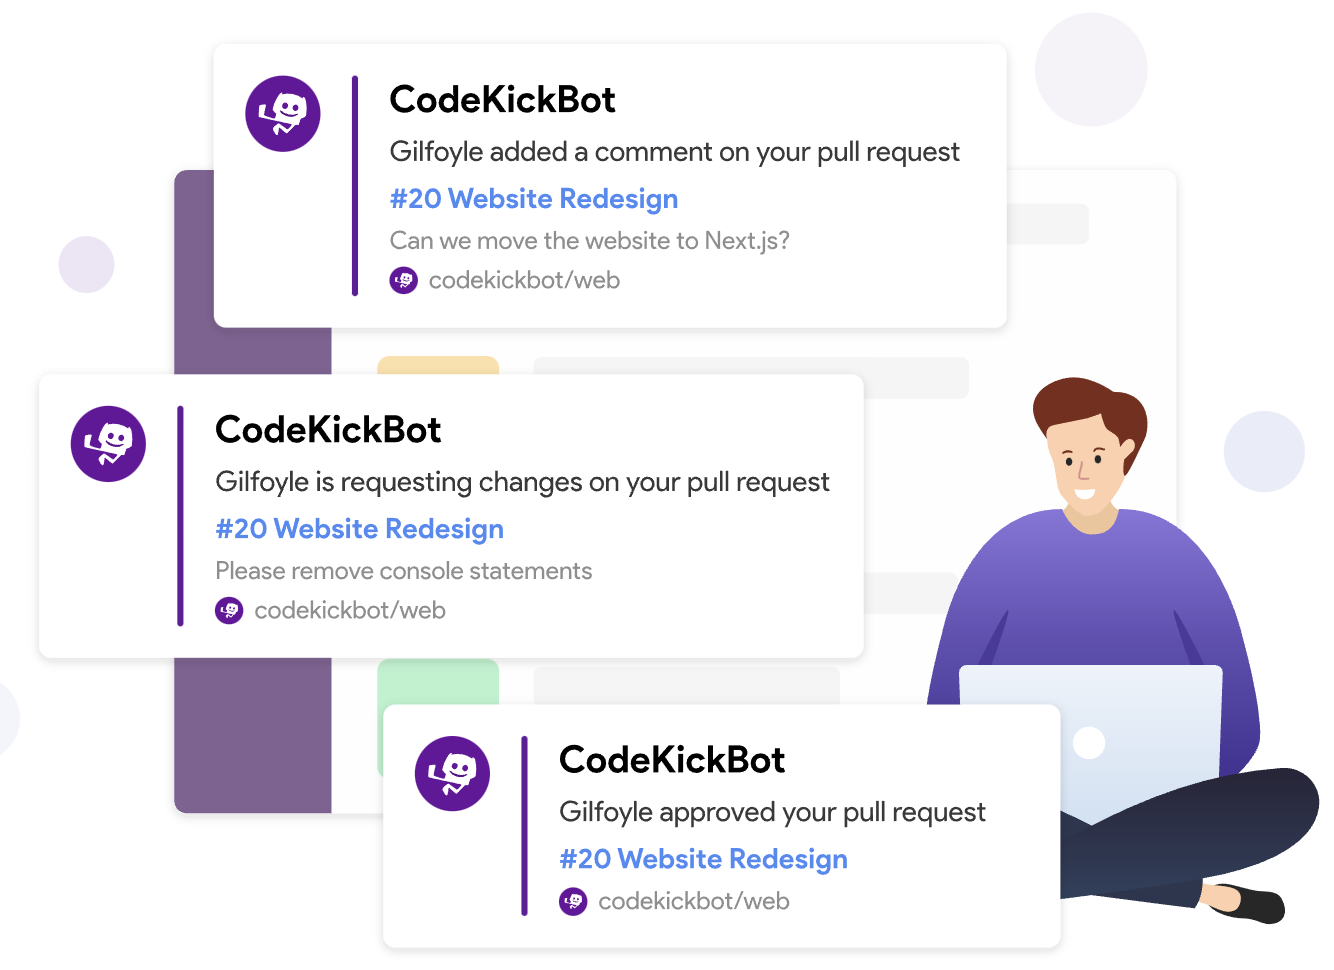 CodeKickBot
Gilfoyle added a comment on your pull request
#20 Website Redesign
Can we move the website to Next.js?
codekickbot/web
CodeKickBot
Gilfoyle is requesting changes on your pull request
#20 Website Redesign
Please remove console statements
codekickbot/web
CodeKickBot
Gilfoyle approved your pull request
#20 Website Redesign
codekickbot/web